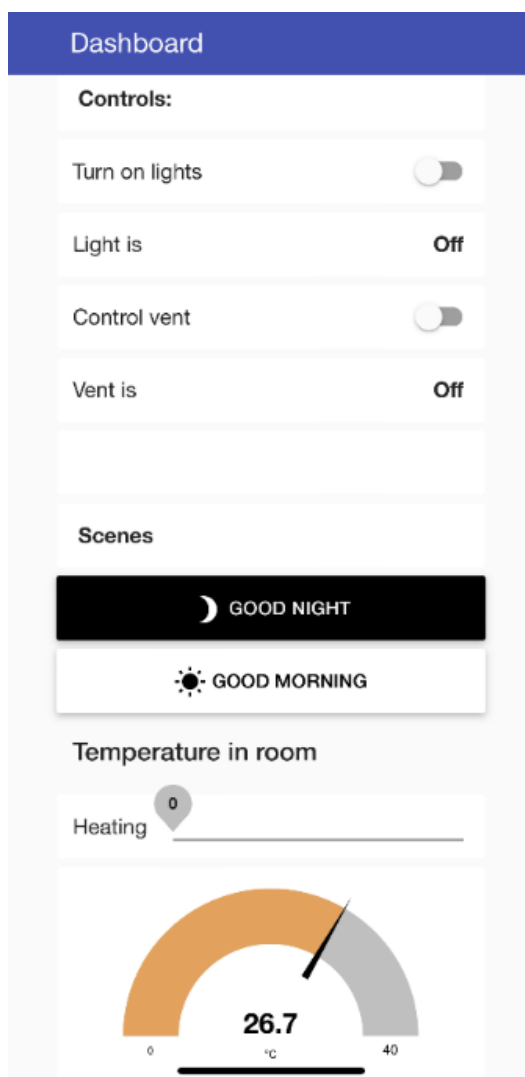 Dashboard
Controls:
Turn on lights
Light is Off
Control vent
Vent is Off
Scenes
GOOD NIGHT
GOOD MORNING
Temperature in room
0
Heating
26.7
0 °C 40